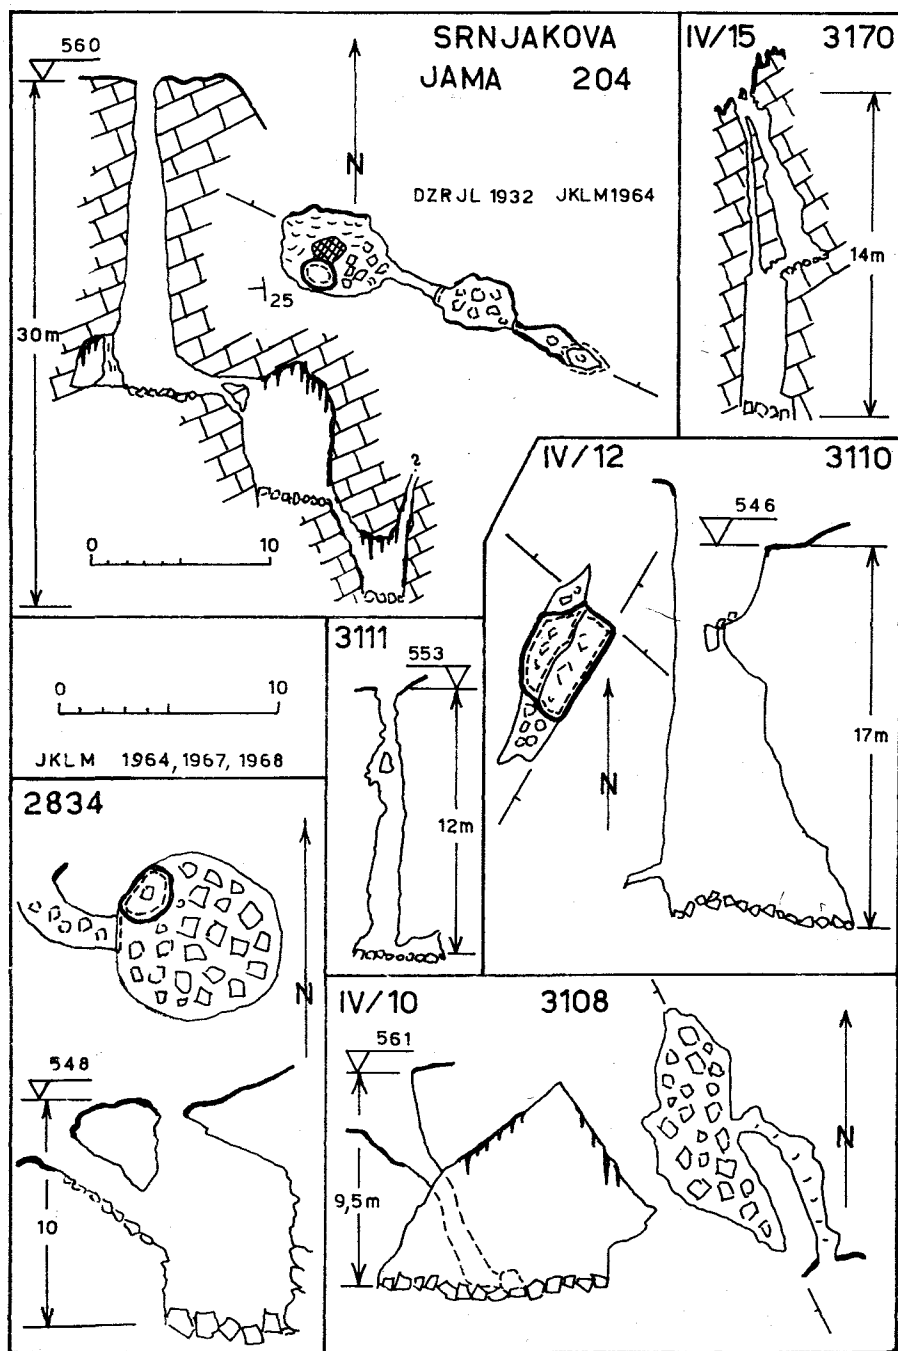 560
SRNJAKOVA
JAMA 204
N
DZRJL 1932 JKLM1964
25
30m
?
0 10
IV/15 3170
14m
IV/12 3110
546
N
17m
0 10
JKLM 1964, 1967, 1968
3111
553
12m
2834
N
548
10
IV/10 3108
561
N
9,5m